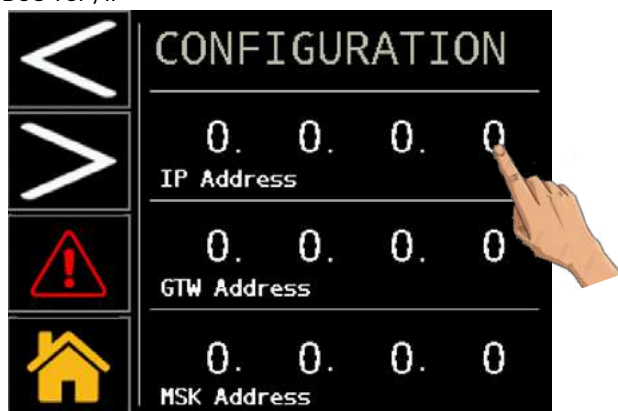 CONFIGURATION
0. 0. 0. 0
IP Address
0. 0. 0. 0
GTW Address
0. 0. 0. 0
MSK Address